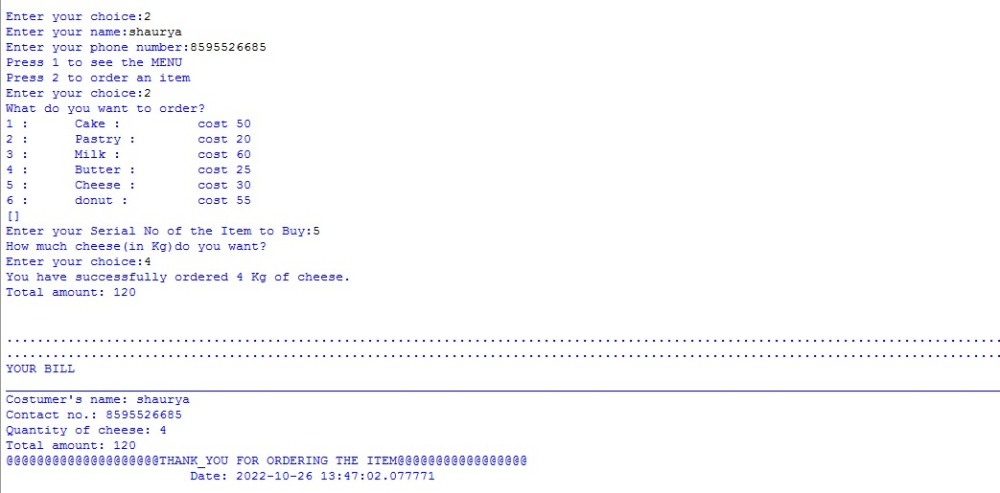 Enter your choice:2
Enter your name:shaurya
Enter your phone number:8595526685
Press 1 to see the MENU
Press 2 to order an item
Enter your choice:2
What do you want to order?
1 :      Cake :          cost 50
2 :      Pastry :        cost 20
3 :      Milk :          cost 60
4 :      Butter :        cost 25
5 :      Cheese :        cost 30
6 :      donut :         cost 55
[]
Enter your Serial No of the Item to Buy:5
How much cheese(in Kg)do you want?
Enter your choice:4
You have successfully ordered 4 Kg of cheese.
Total amount: 120
..................................................................................................................................
..................................................................................................................................
YOUR BILL
__________________________________________________________________________________________________________________________________
Costumer's name: shaurya
Contact no.: 8595526685
Quantity of cheese: 4
Total amount: 120
@@@@@@@@@@@@@@@@@@@@THANK_YOU FOR ORDERING THE ITEM@@@@@@@@@@@@@@@@@
                        Date: 2022-10-26 13:47:02.077771